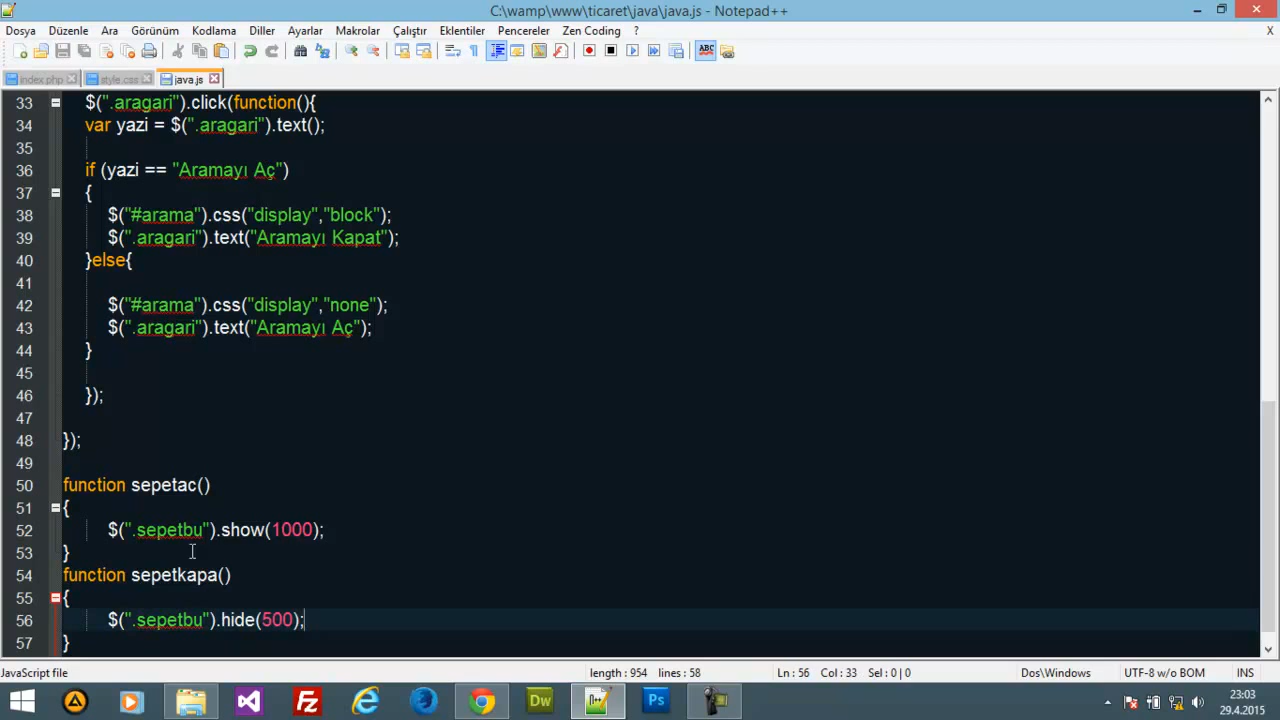 C:\wamp\www\ticaret\java\java.js - Notepad++
Dosya Düzenle Ara Görünüm Kodlama Diller Ayarlar Makrolar Çalıştır Eklentiler Pencereler Zen Coding ? X
index.php style.css java.js
33 $(".aragari").click(function(){
34 var yazi = $(".aragari").text();
35
36 if (yazi == "Aramayı Aç")
37 {
38 $("#arama").css("display","block");
39 $(".aragari").text("Aramayı Kapat");
40 }else{
41
42 $("#arama").css("display","none");
43 $(".aragari").text("Aramayı Aç");
44 }
45
46 });
47
48 });
49
50 function sepetac()
51 {
52 $(".sepetbu").show(1000);
53 }
54 function sepetkapa()
55 {
56 $(".sepetbu").hide(500);
57 }
JavaScript file length : 954 lines : 58 Ln : 56 Col : 33 Sel : 0 | 0 Dos\Windows UTF-8 w/o BOM INS
Dw Ps
23:03
29.4.2015